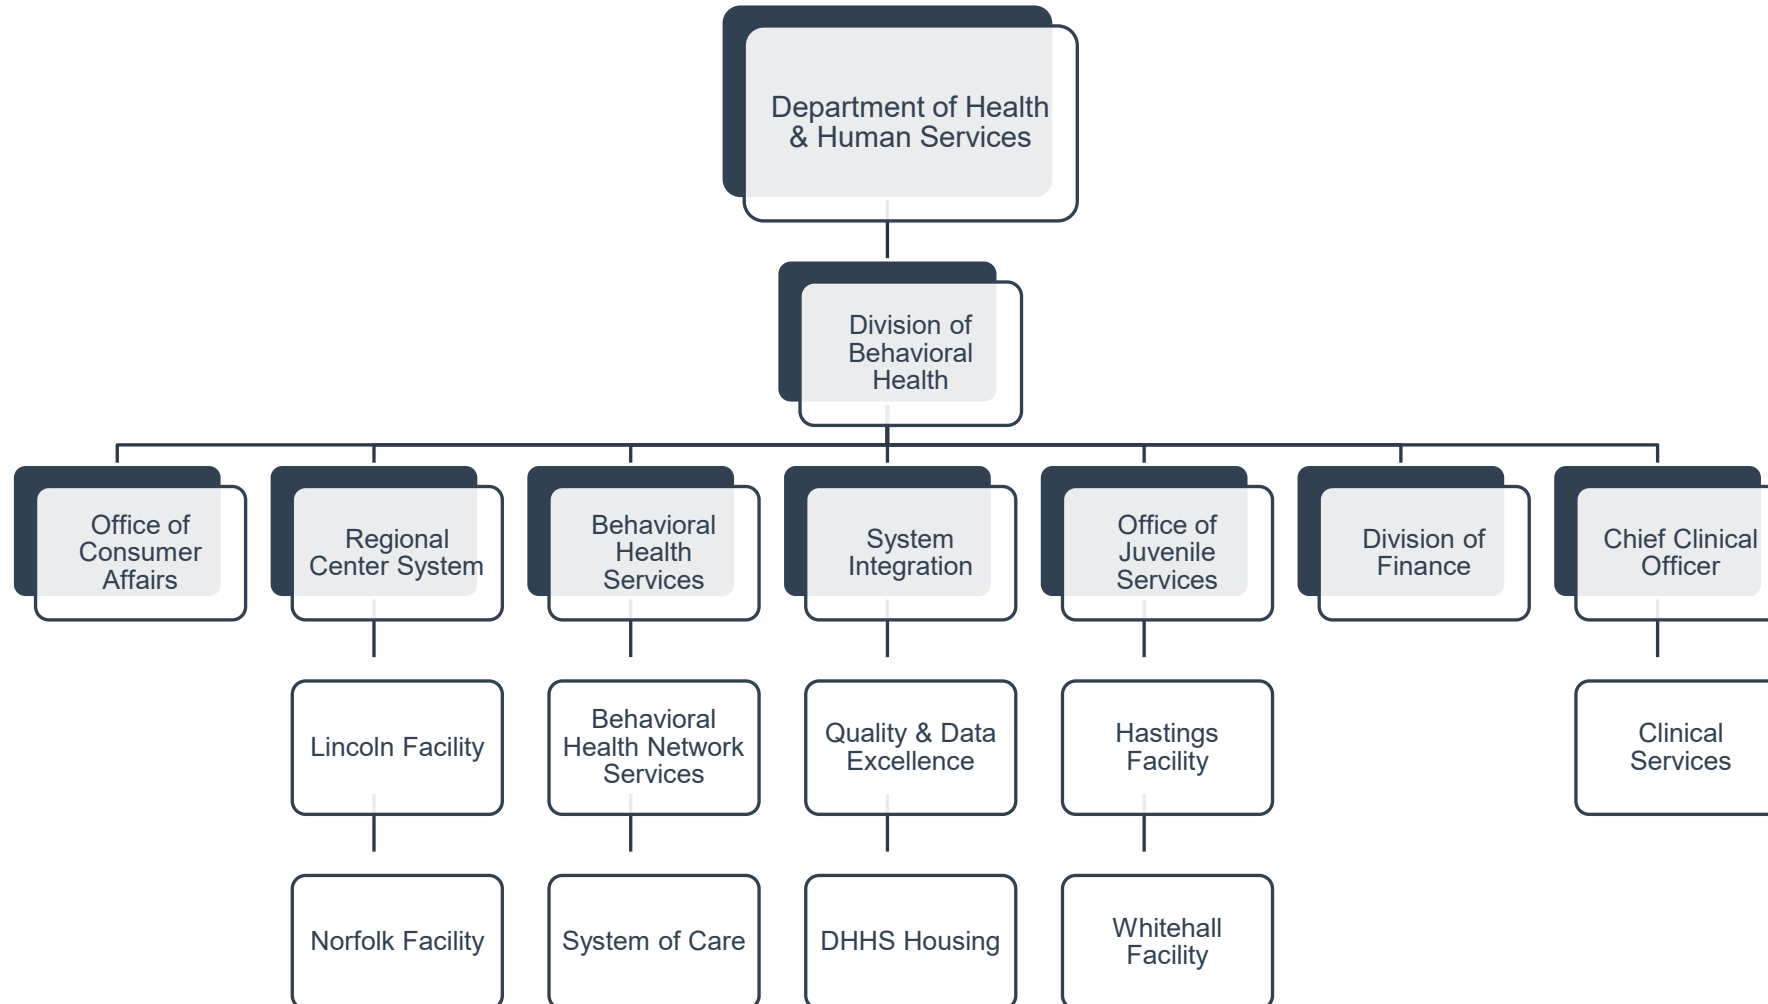 Department of Health
& Human Services
Division of
Behavioral
Health
Office of
Consumer
Affairs
Regional
Center System
Behavioral
Health
Services
System
Integration
Office of
Juvenile
Services
Division of
Finance
Chief Clinical
Officer
Lincoln Facility
Behavioral
Health Network
Services
Quality & Data
Excellence
Hastings
Facility
Clinical
Services
Norfolk Facility
System of Care
DHHS Housing
Whitehall
Facility